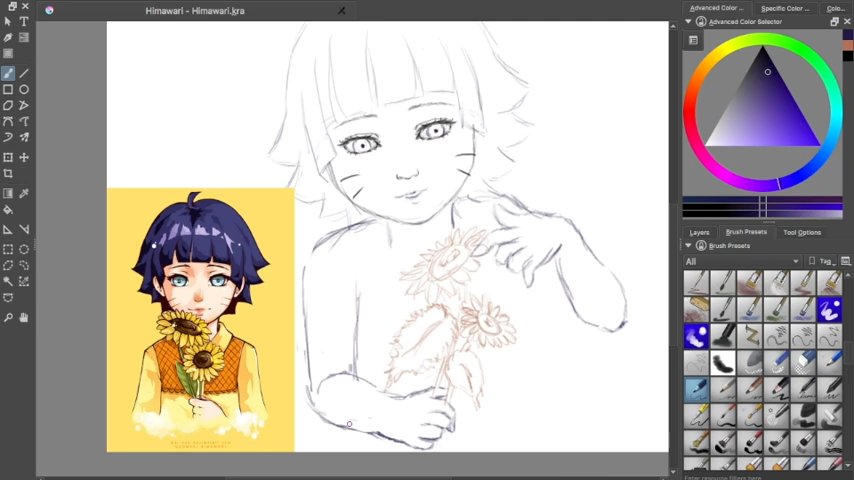 Himawari - Himawari.kra
Advanced Color ...
Specific Color ...
Colo...
Advanced Color Selector
Layers
Brush Presets
Tool Options
Brush Presets
All
Tag